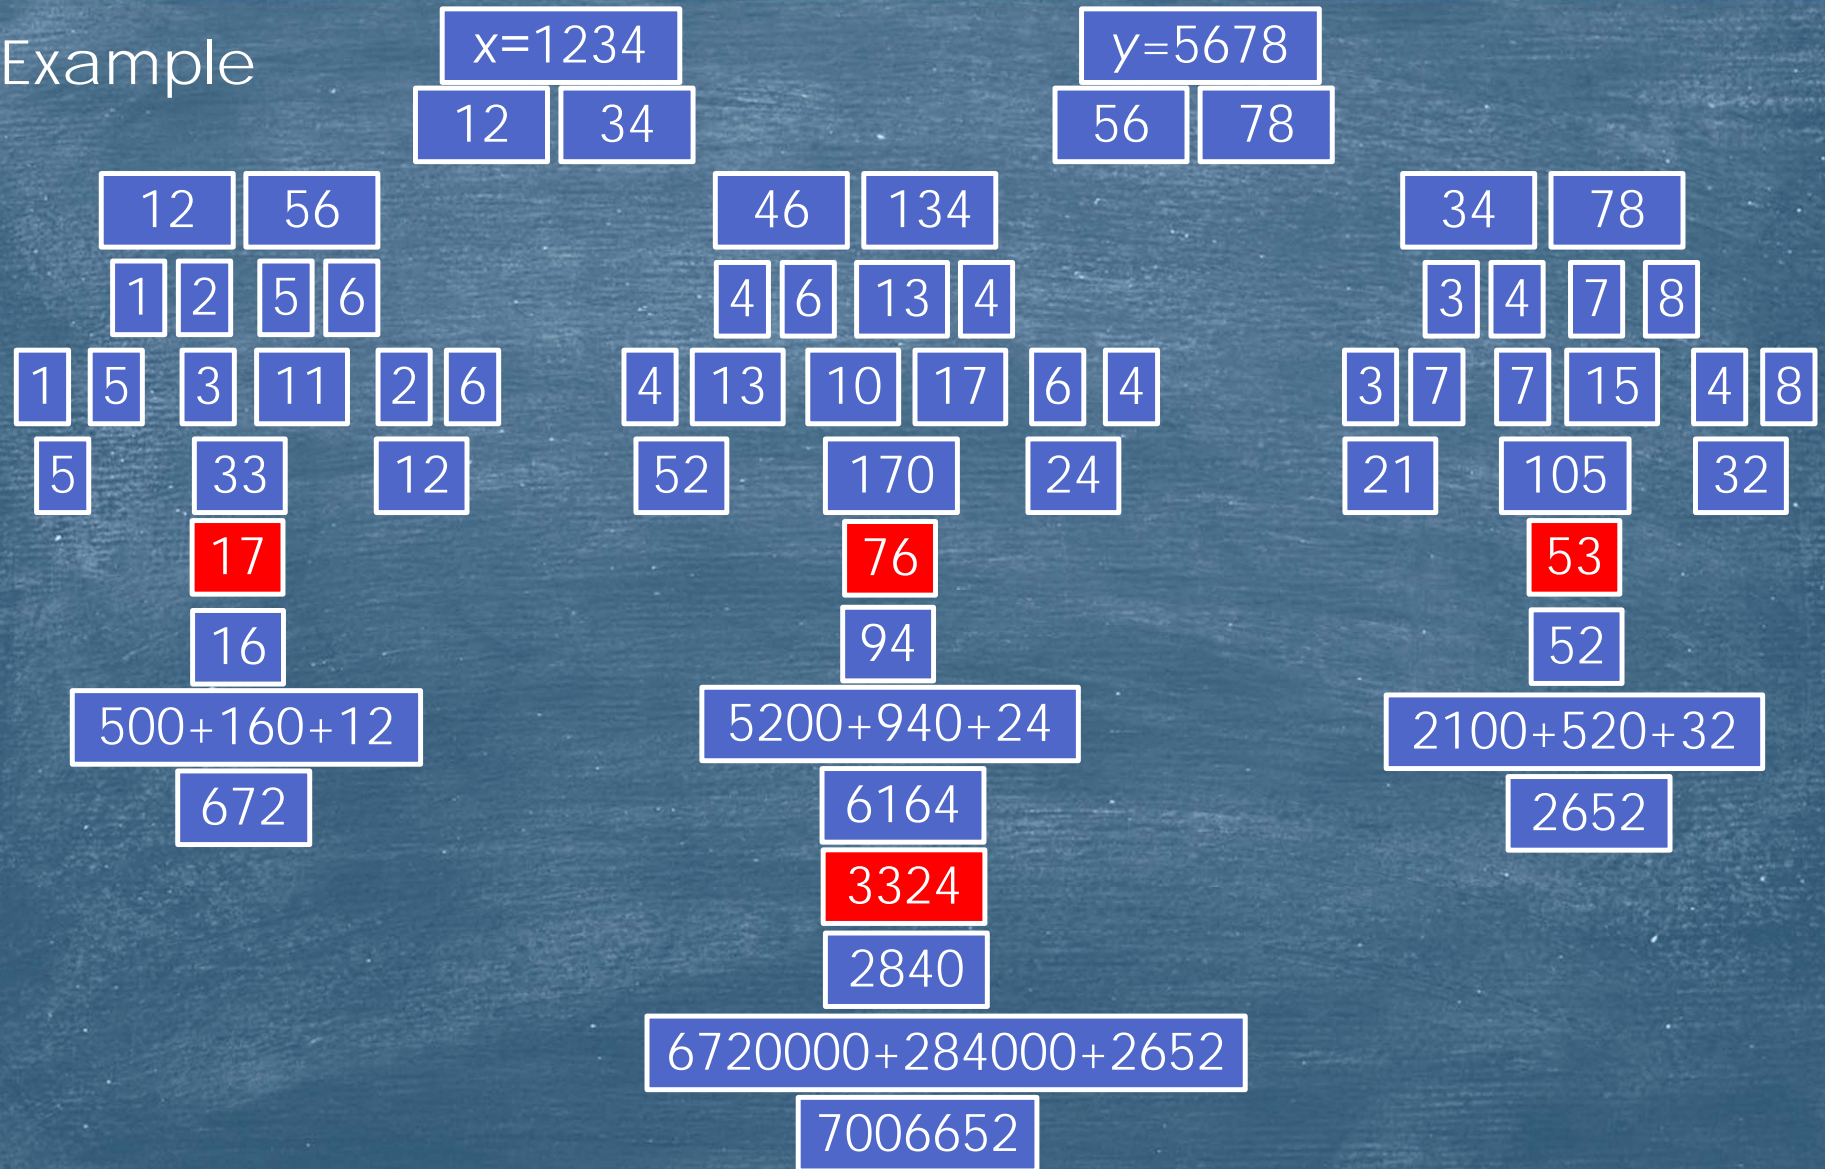 Example x=1234 y=5678
12 34 56 78
12 56 46 134 34 78
1 2 5 6 4 6 13 4 3 4 7 8
1 5 3 11 2 6 4 13 10 17 6 4 3 7 7 15 4 8
5 33 12 52 170 24 21 105 32
17 76 53
16 94 52
500+160+12 5200+940+24 2100+520+32
672 6164 2652
3324
2840
6720000+284000+2652
7006652